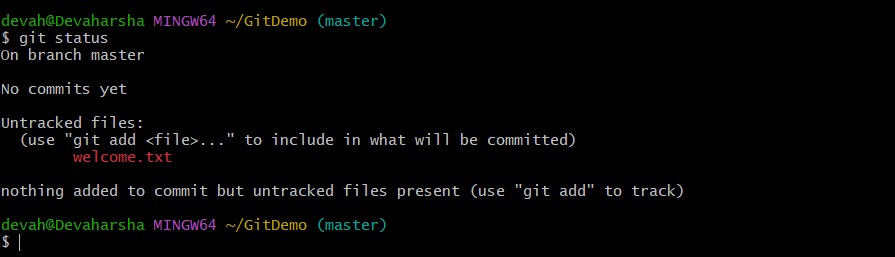 devah@Devaharsha MINGW64 ~/GitDemo (master)
$ git status
On branch master
No commits yet
Untracked files:
  (use "git add <file>..." to include in what will be committed)
        welcome.txt
nothing added to commit but untracked files present (use "git add" to track)
devah@Devaharsha MINGW64 ~/GitDemo (master)
$